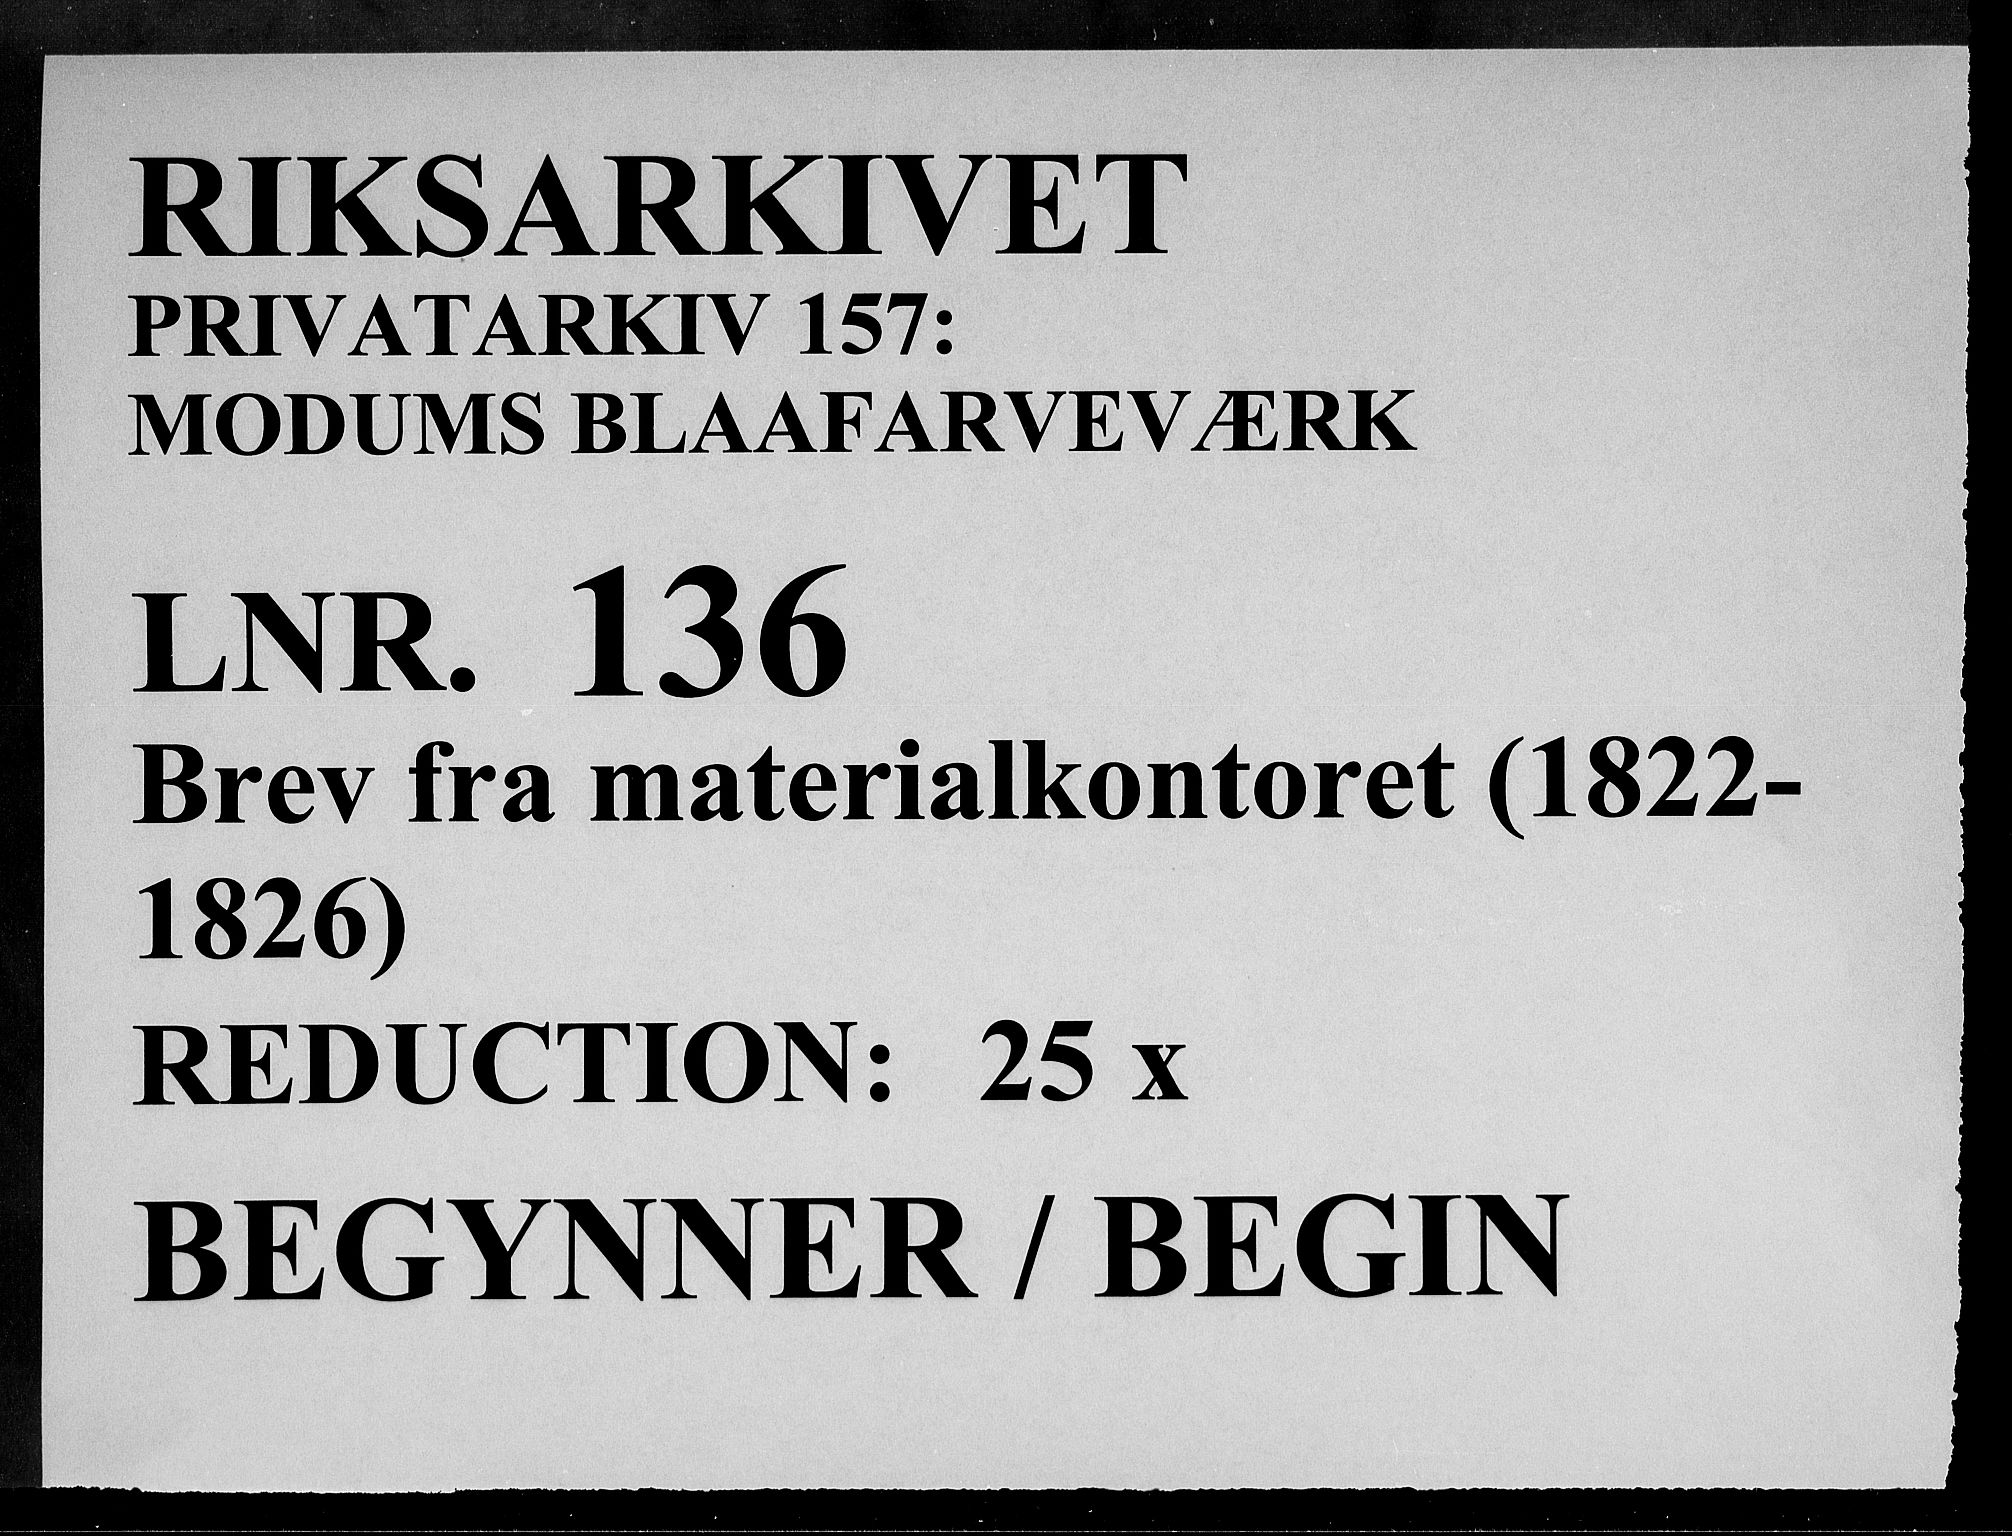 RIKSARKIVET
PRIVATARKIV 157:
MODUMS BLAAFARVEVÆRK
LNR. 136
Brev fra materialkontoret (1822-
1826)
REDUCTION: 25 x
BEGYNNER / BEGIN